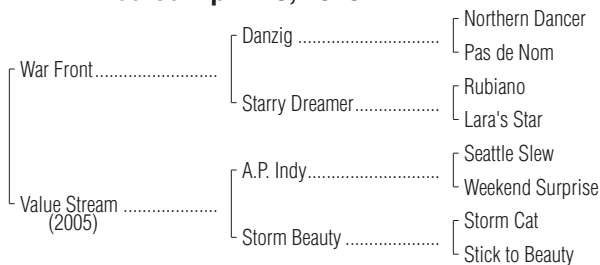 Northern Dancer
Danzig ..............................
Pas de Nom
War Front..........................
Rubiano
Starry Dreamer..................
Lara's Star
Seattle Slew
A.P. Indy............................
Weekend Surprise
Value Stream ....................
(2005)
Storm Cat
Storm Beauty ....................
Stick to Beauty